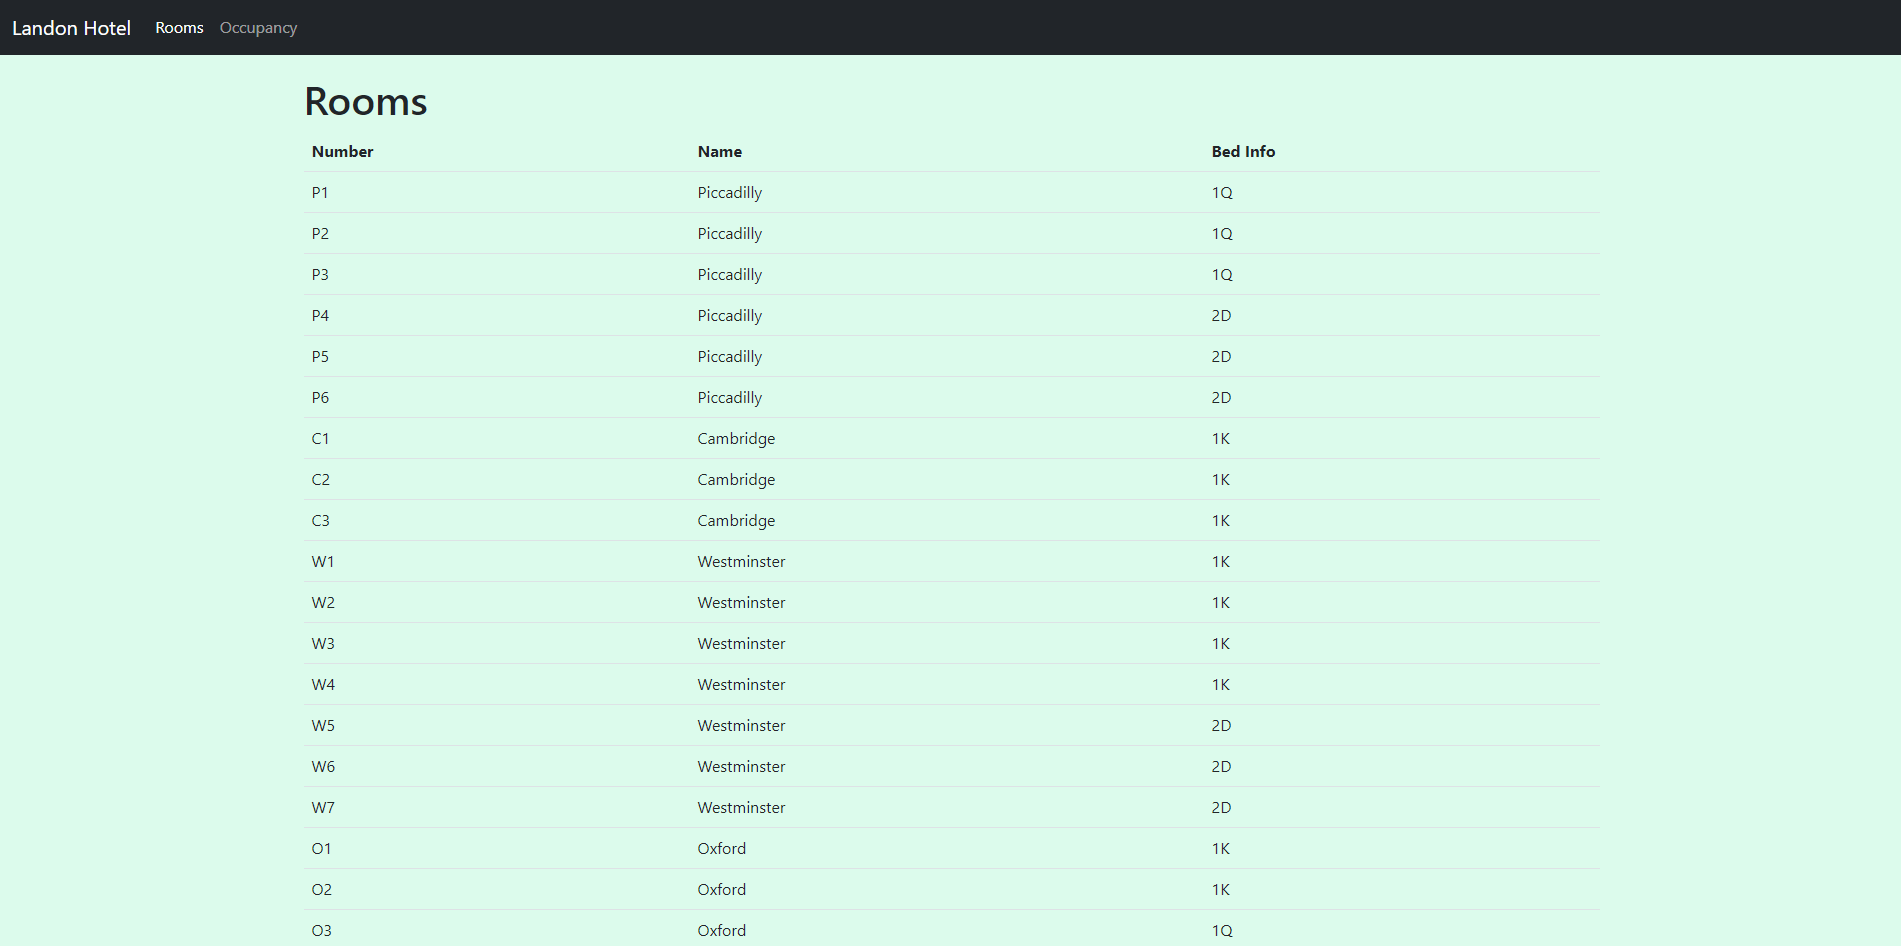 Landon Hotel Rooms Occupancy
Rooms
Number Name Bed Info
P1 Piccadilly 1Q
P2 Piccadilly 1Q
P3 Piccadilly 1Q
P4 Piccadilly 2D
P5 Piccadilly 2D
P6 Piccadilly 2D
C1 Cambridge 1K
C2 Cambridge 1K
C3 Cambridge 1K
W1 Westminster 1K
W2 Westminster 1K
W3 Westminster 1K
W4 Westminster 1K
W5 Westminster 2D
W6 Westminster 2D
W7 Westminster 2D
O1 Oxford 1K
O2 Oxford 1K
O3 Oxford 1Q